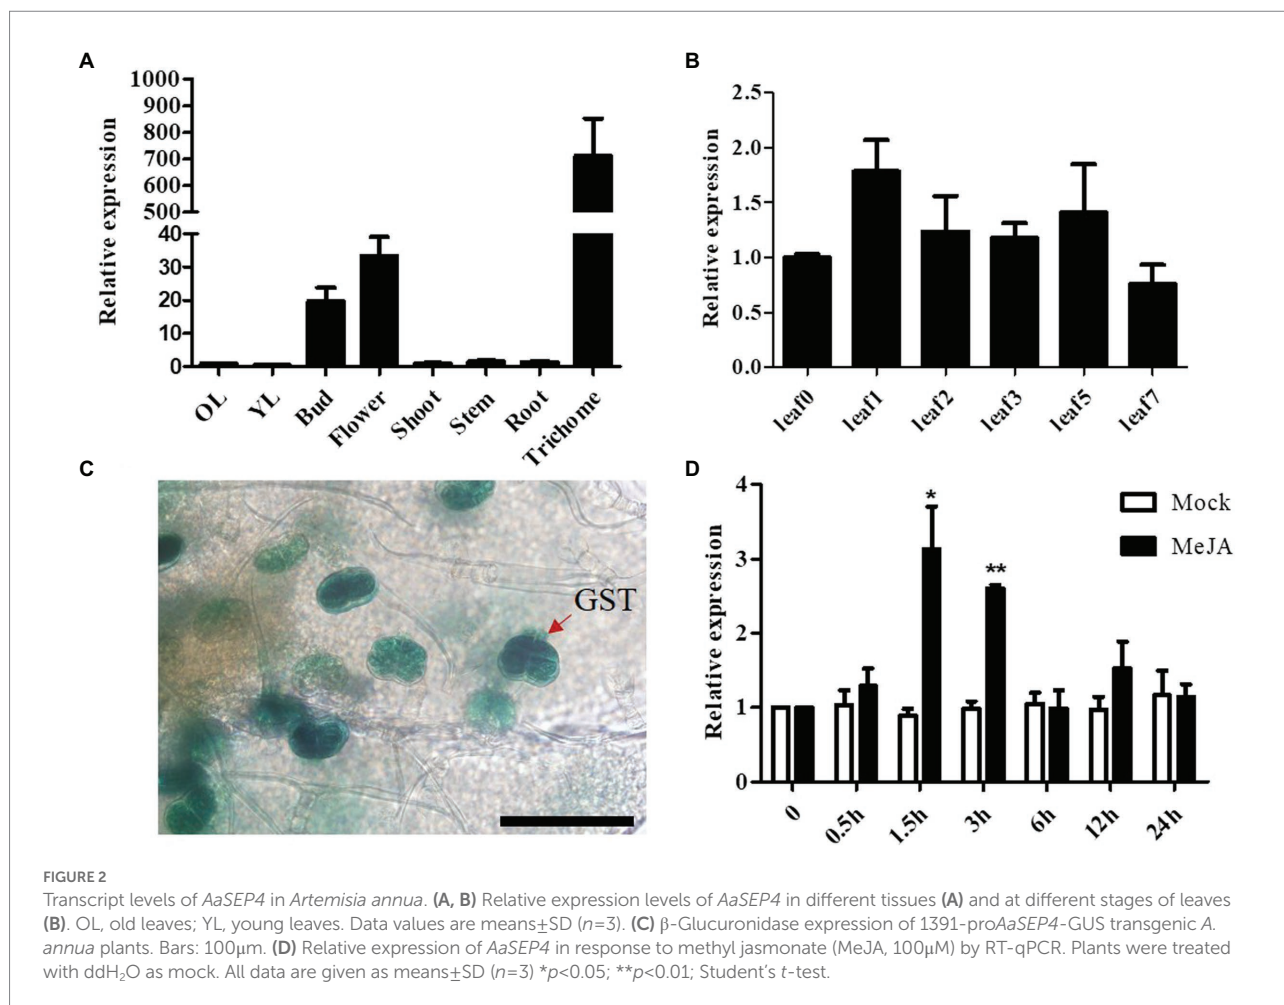 A
1000
900
800
700
600
500
40
30
20
10
0
Relative expression
OL
YL
Bud
Flower
Shoot
Stem
Root
Trichome
B
2.5
2.0
1.5
1.0
0.5
0.0
Relative expression
leaf0
leaf1
leaf2
leaf3
leaf5
leaf7
C
GST
D
4
3
2
1
0
Relative expression
*
**
Mock
MeJA
0
0.5h
1.5h
3h
6h
12h
24h
FIGURE 2
Transcript levels of AaSEP4 in Artemisia annua. (A, B) Relative expression levels of AaSEP4 in different tissues (A) and at different stages of leaves
(B). OL, old leaves; YL, young leaves. Data values are means±SD (n=3). (C) β-Glucuronidase expression of 1391-proAaSEP4-GUS transgenic A.
annua plants. Bars: 100μm. (D) Relative expression of AaSEP4 in response to methyl jasmonate (MeJA, 100μM) by RT-qPCR. Plants were treated
with ddH₂O as mock. All data are given as means±SD (n=3) *p<0.05; **p<0.01; Student's t-test.